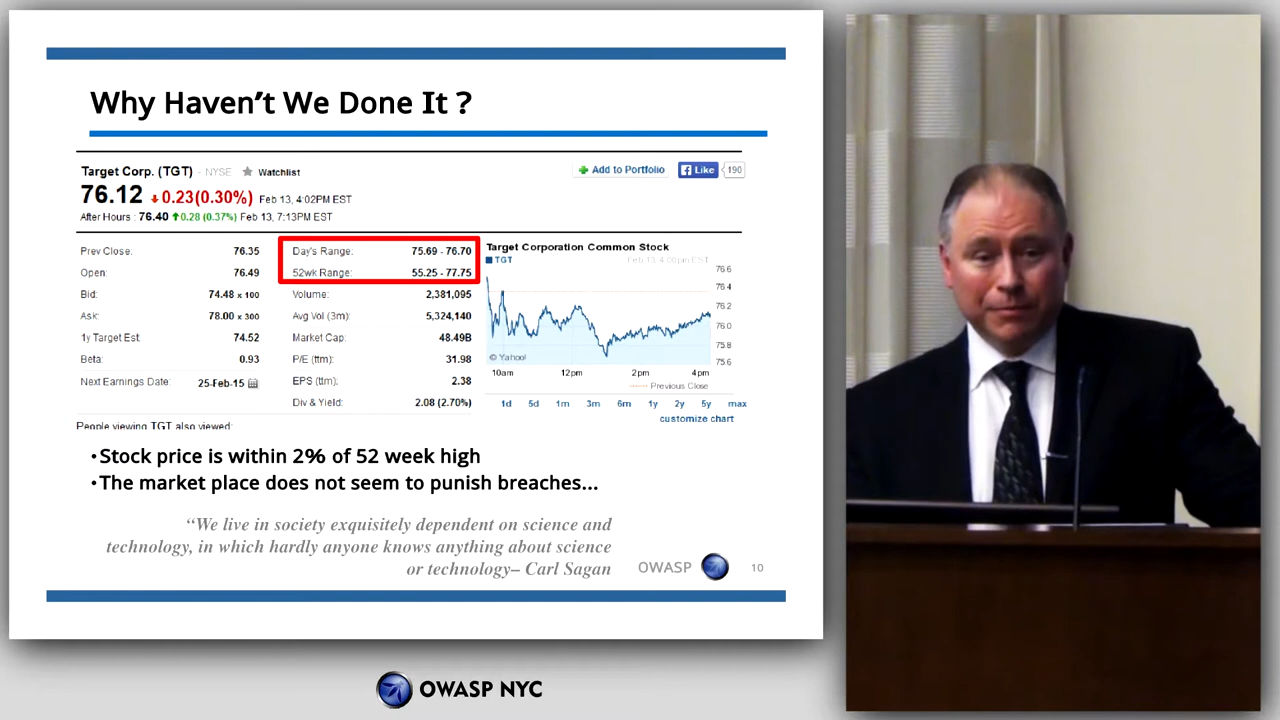 Why Haven't We Done It ?
Target Corp. (TGT) - NYSE ★ Watchlist
+ Add to Portfolio
Like 190
76.12 0.23(0.30%) Feb 13, 4:02PM EST
After Hours : 76.40 0.28 (0.37%) Feb 13, 7:13PM EST
Prev Close: 76.35
Open: 76.49
Bid: 74.48 x 100
Ask: 78.00 x 300
1y Target Est: 74.52
Beta: 0.93
Next Earnings Date: 25-Feb-15
Day's Range: 75.69 - 76.70
52wk Range: 55.25 - 77.75
Volume: 2,381,095
Avg Vol (3m): 5,324,140
Market Cap: 48.49B
P/E (ttm): 31.98
EPS (ttm): 2.38
Div & Yield: 2.08 (2.70%)
Target Corporation Common Stock
TGT Feb 13, 4:00pm EST
76.6
76.4
76.2
76.0
75.8
75.6
© Yahoo!
10am 12pm 2pm 4pm
Previous Close
1d 5d 1m 3m 6m 1y 2y 5y max
customize chart
People viewing TGT also viewed:
•Stock price is within 2% of 52 week high
•The market place does not seem to punish breaches...
“We live in society exquisitely dependent on science and
technology, in which hardly anyone knows anything about science
or technology– Carl Sagan
OWASP 10
OWASP NYC